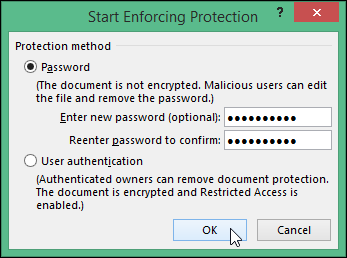 Start Enforcing Protection ? ×
Protection method
Password
(The document is not encrypted. Malicious users can edit
the file and remove the password.)
Enter new password (optional): ●●●●●●●●●●
Reenter password to confirm: ●●●●●●●●●●
User authentication
(Authenticated owners can remove document protection.
The document is encrypted and Restricted Access is
enabled.)
OK Cancel